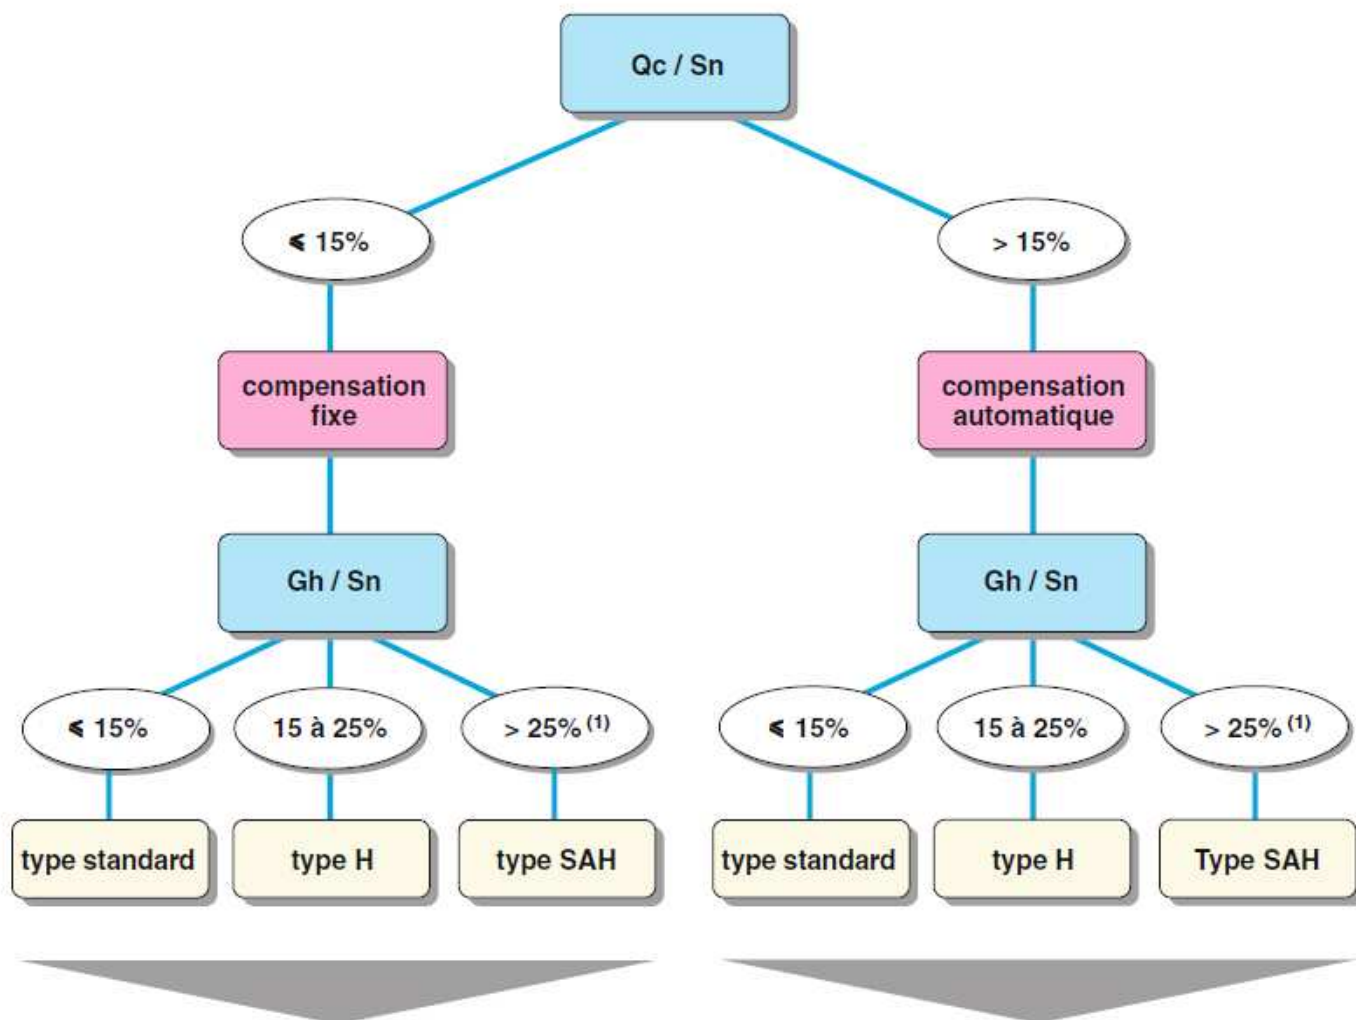 Qc / Sn
⩽ 15%
> 15%
compensation
fixe
compensation
automatique
Gh / Sn
Gh / Sn
⩽ 15%
15 à 25%
> 25% (1)
⩽ 15%
15 à 25%
> 25% (1)
type standard
type H
type SAH
type standard
type H
Type SAH